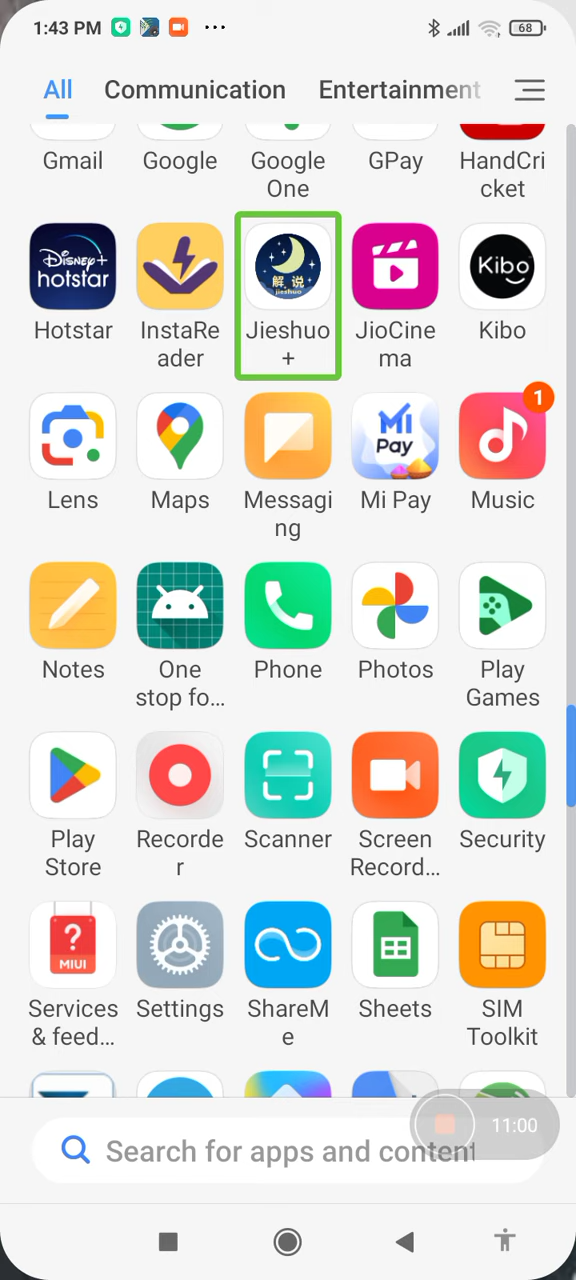 1:43 PM
68
All Communication Entertainment
Gmail Google Google GPay HandCri
One cket
Disney+
hotstar
解 说
jieshuo
Kibo
Hotstar InstaRe Jieshuo JioCine Kibo
ader + ma
1
Mi
Pay
Lens Maps Messagi Mi Pay Music
ng
Notes One Phone Photos Play
stop fo... Games
Play Recorde Scanner Screen Security
Store r Record...
?
MIUI
Services Settings ShareM Sheets SIM
& feed... e Toolkit
11:00
Search for apps and content